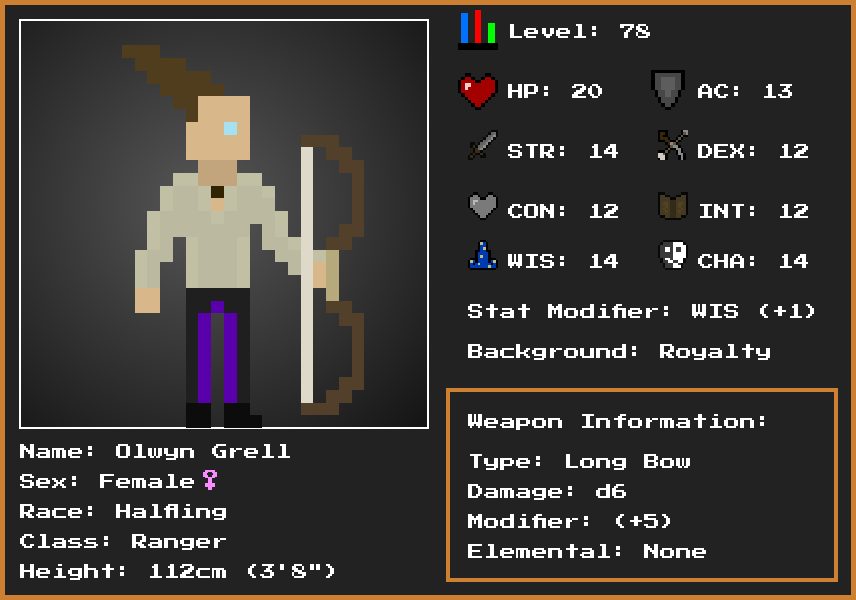 Level: 78
HP: 20
AC: 13
STR: 14
DEX: 12
CON: 12
INT: 12
WIS: 14
CHA: 14
Stat Modifier: WIS (+1)
Background: Royalty
Weapon Information:
Type: Long Bow
Damage: d6
Modifier: (+5)
Elemental: None
Name: Olwyn Grell
Sex: Female♀
Race: Halfling
Class: Ranger
Height: 112cm (3'8")